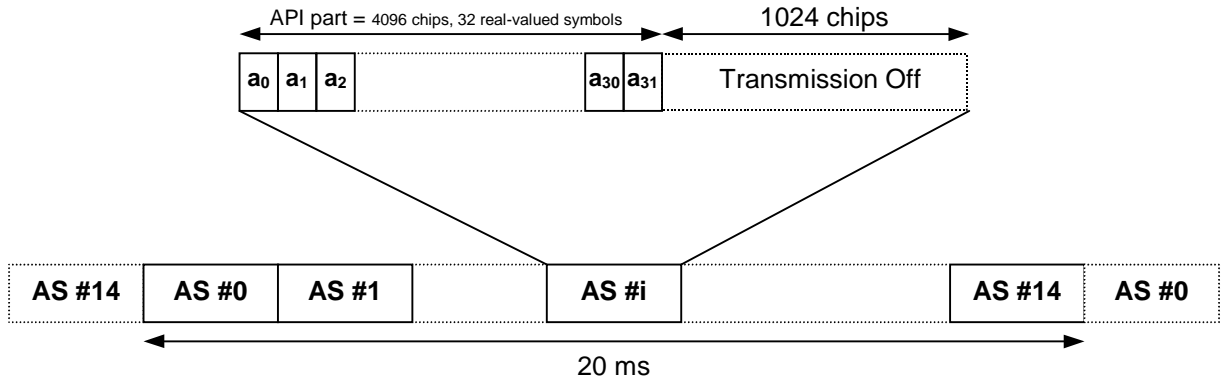 API part = 4096 chips, 32 real-valued symbols 1024 chips
a0 a1 a2 a30 a31 Transmission Off
AS #14 AS #0 AS #1 AS #i AS #14 AS #0
20 ms